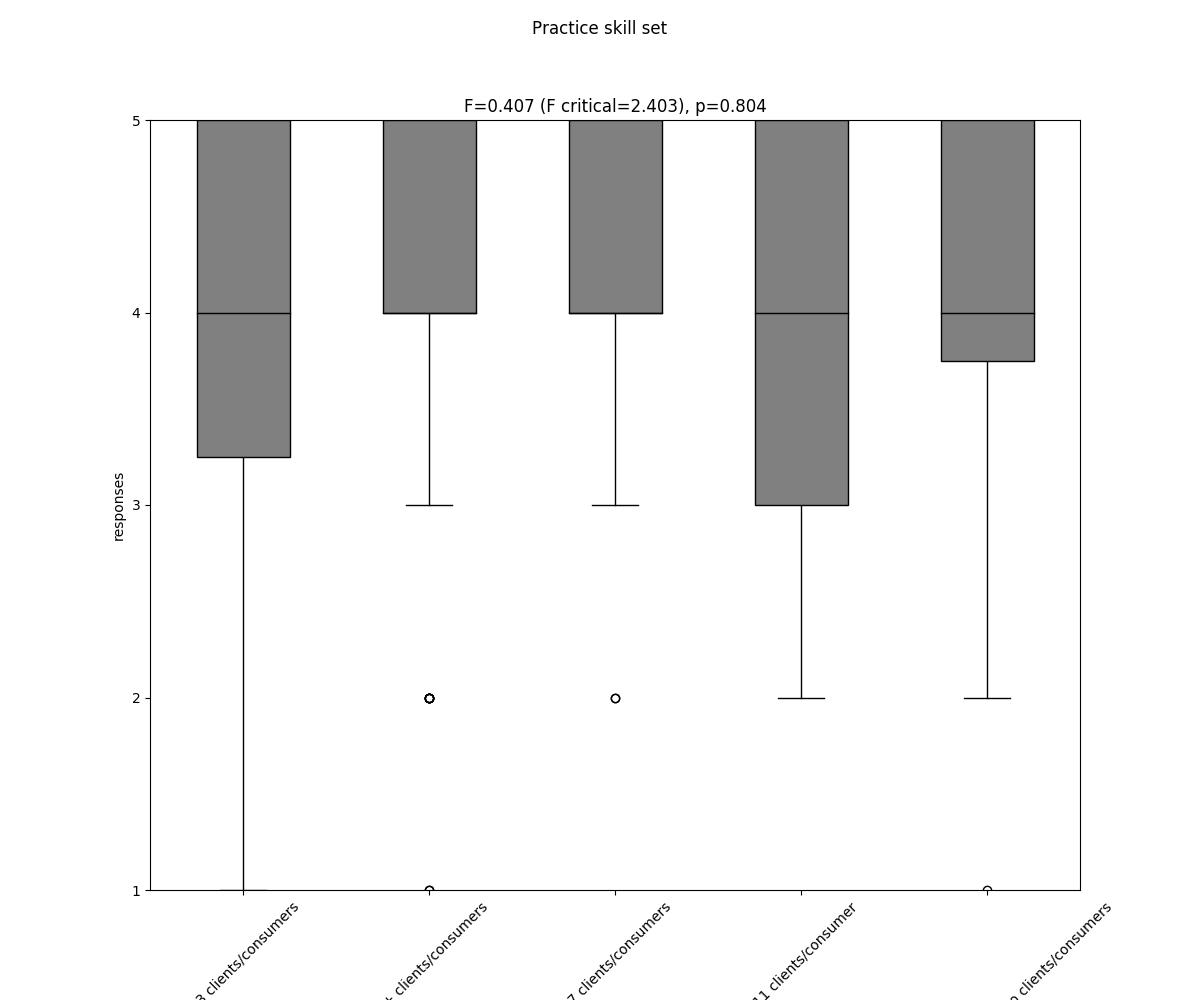 Practice skill set
F=0.407 (F critical=2.403), p=0.804
5
4
3
2
1
responses
3 clients/consumers
clients/consumers
7 clients/consumers
11 clients/consumer
clients/consumers